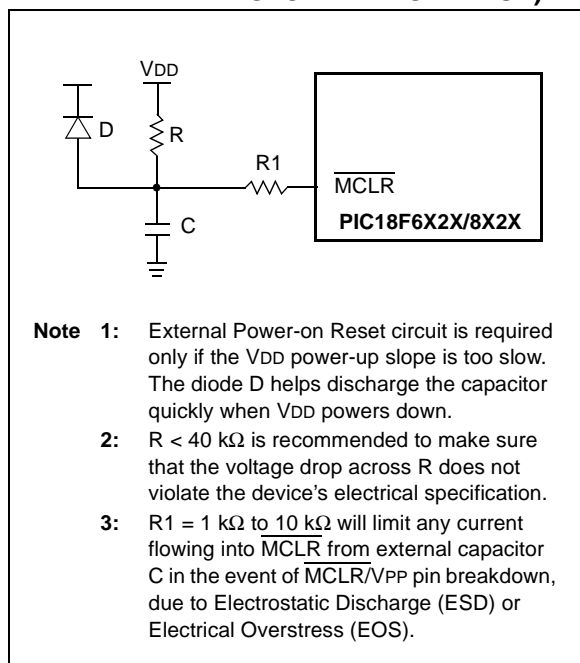 VDD
D
R
R1
MCLR
C
PIC18F6X2X/8X2X
Note 1: External Power-on Reset circuit is required
only if the VDD power-up slope is too slow.
The diode D helps discharge the capacitor
quickly when VDD powers down.
2: R < 40 kΩ is recommended to make sure
that the voltage drop across R does not
violate the device's electrical specification.
3: R1 = 1 kΩ to 10 kΩ will limit any current
flowing into MCLR from external capacitor
C in the event of MCLR/VPP pin breakdown,
due to Electrostatic Discharge (ESD) or
Electrical Overstress (EOS).